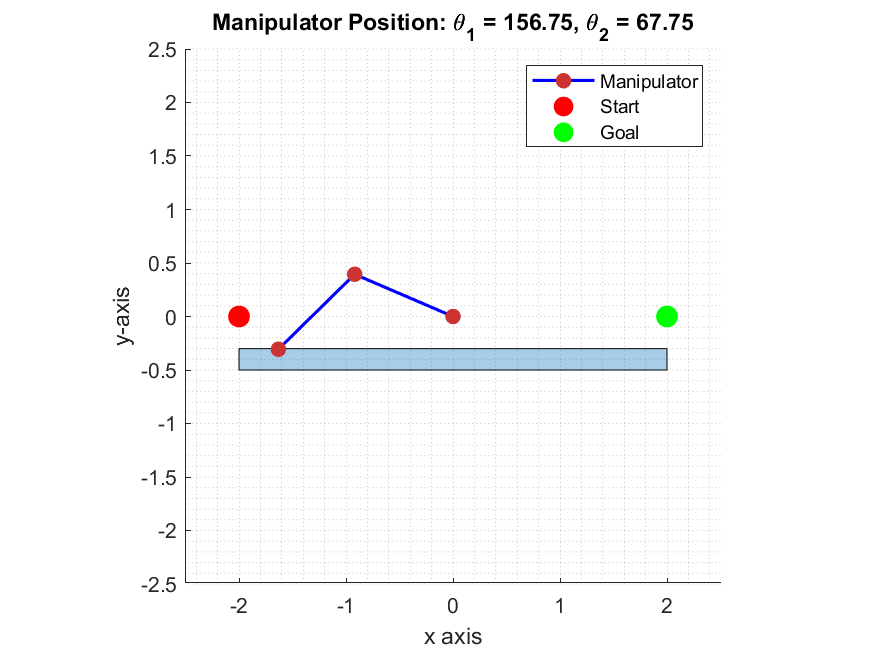 Manipulator Position: θ1 = 156.75, θ2 = 67.75
Manipulator
Start
Goal
2.5
2
1.5
1
0.5
0
-0.5
-1
-1.5
-2
-2.5
y-axis
-2 -1 0 1 2
x axis